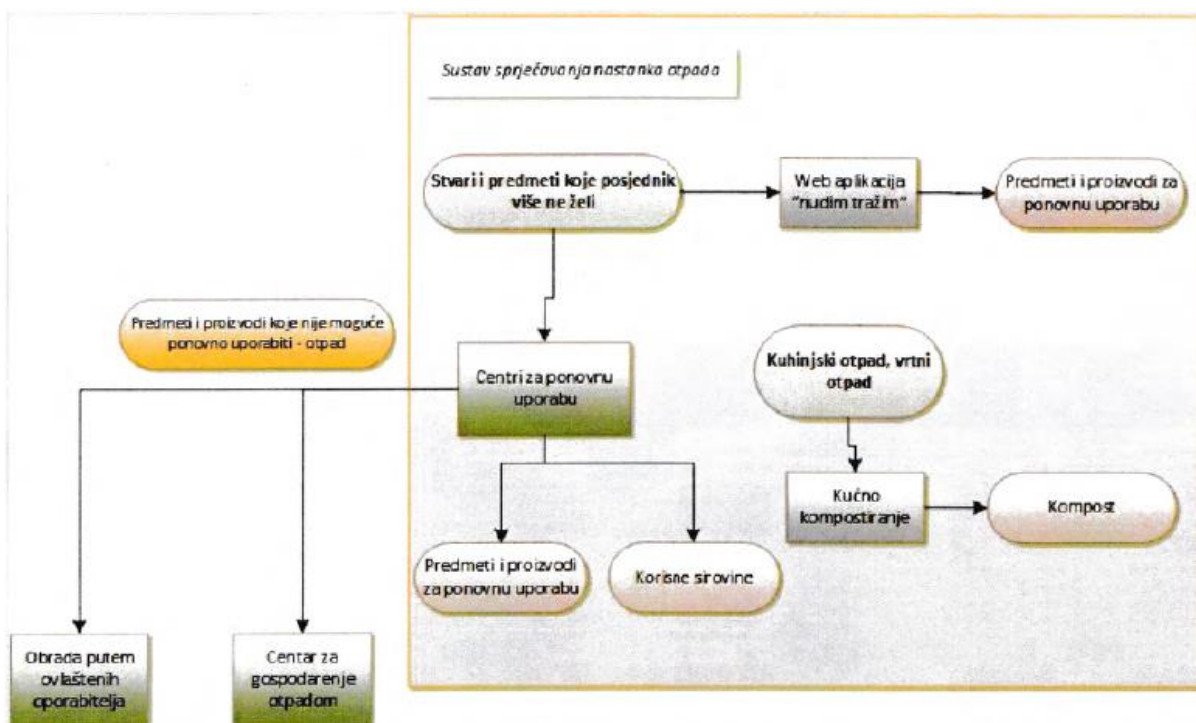 Sustav sprječavanja nastanka otpada
Stvari i predmeti koje posjednik
više ne želi
Web aplikacija
"nudim tražim"
Predmeti i proizvodi za
ponovnu uporabu
Predmeti i proizvodi koje nije moguće
ponovno uporabiti - otpad
Centri za ponovnu
uporabu
Kuhinjski otpad, vrtni
otpad
Kućno
kompostiranje
Kompost
Predmeti i proizvodi
za ponovnu uporabu
Korisne sirovine
Obrada putem
ovlaštenih
oporabitelja
Centar za
gospodarenje
otpadom